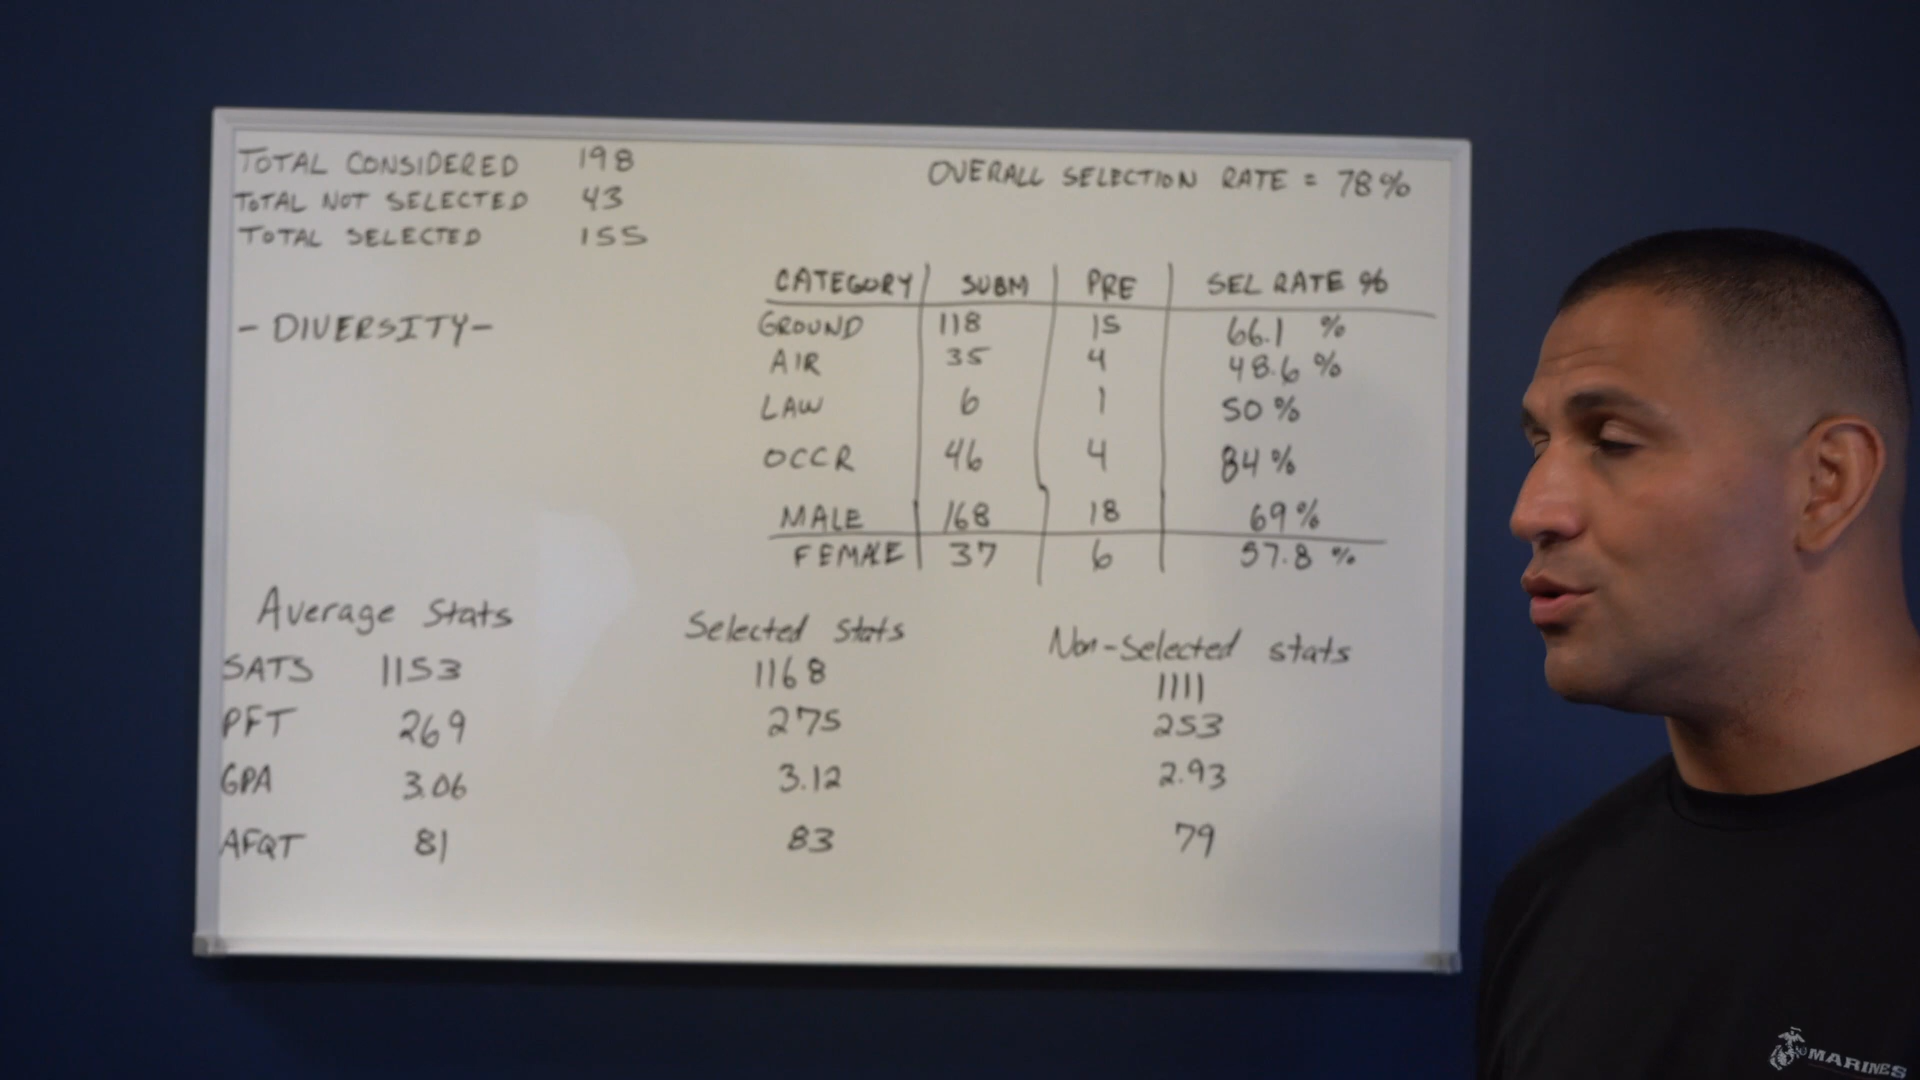 TOTAL CONSIDERED 198
TOTAL NOT SELECTED 43
TOTAL SELECTED 155
OVERALL SELECTION RATE = 78%
- DIVERSITY -
CATEGORY SUBM PRE SEL RATE %
GROUND 118 15 66.1 %
AIR 35 4 48.6 %
LAW 6 1 50 %
OCCR 46 4 84 %
MALE 168 18 69 %
FEMALE 37 6 57.8 %
Average Stats Selected Stats Non-Selected stats
SATS 1153 1168 1111
PFT 269 275 253
GPA 3.06 3.12 2.93
AFQT 81 83 79
MARINES